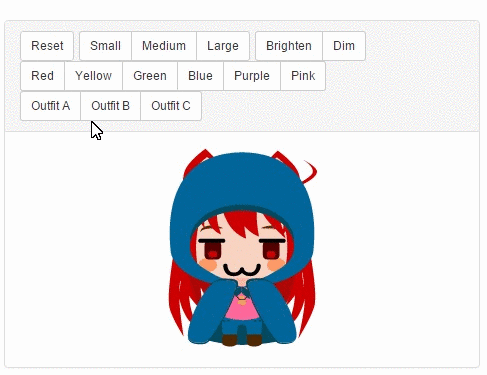 Reset Small Medium Large Brighten Dim
Red Yellow Green Blue Purple Pink
Outfit A Outfit B Outfit C